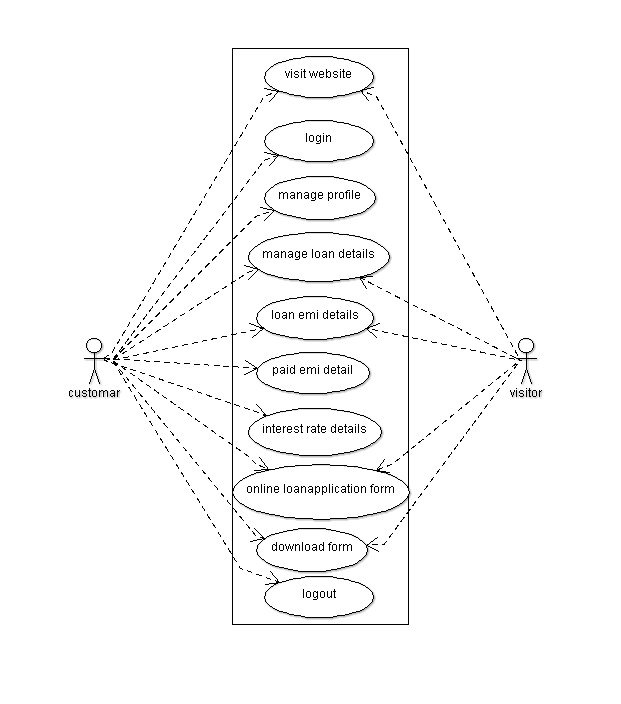 visit website
login
manage profile
manage loan details
loan emi details
paid emi detail
customar
visitor
interest rate details
online loanapplication form
download form
logout